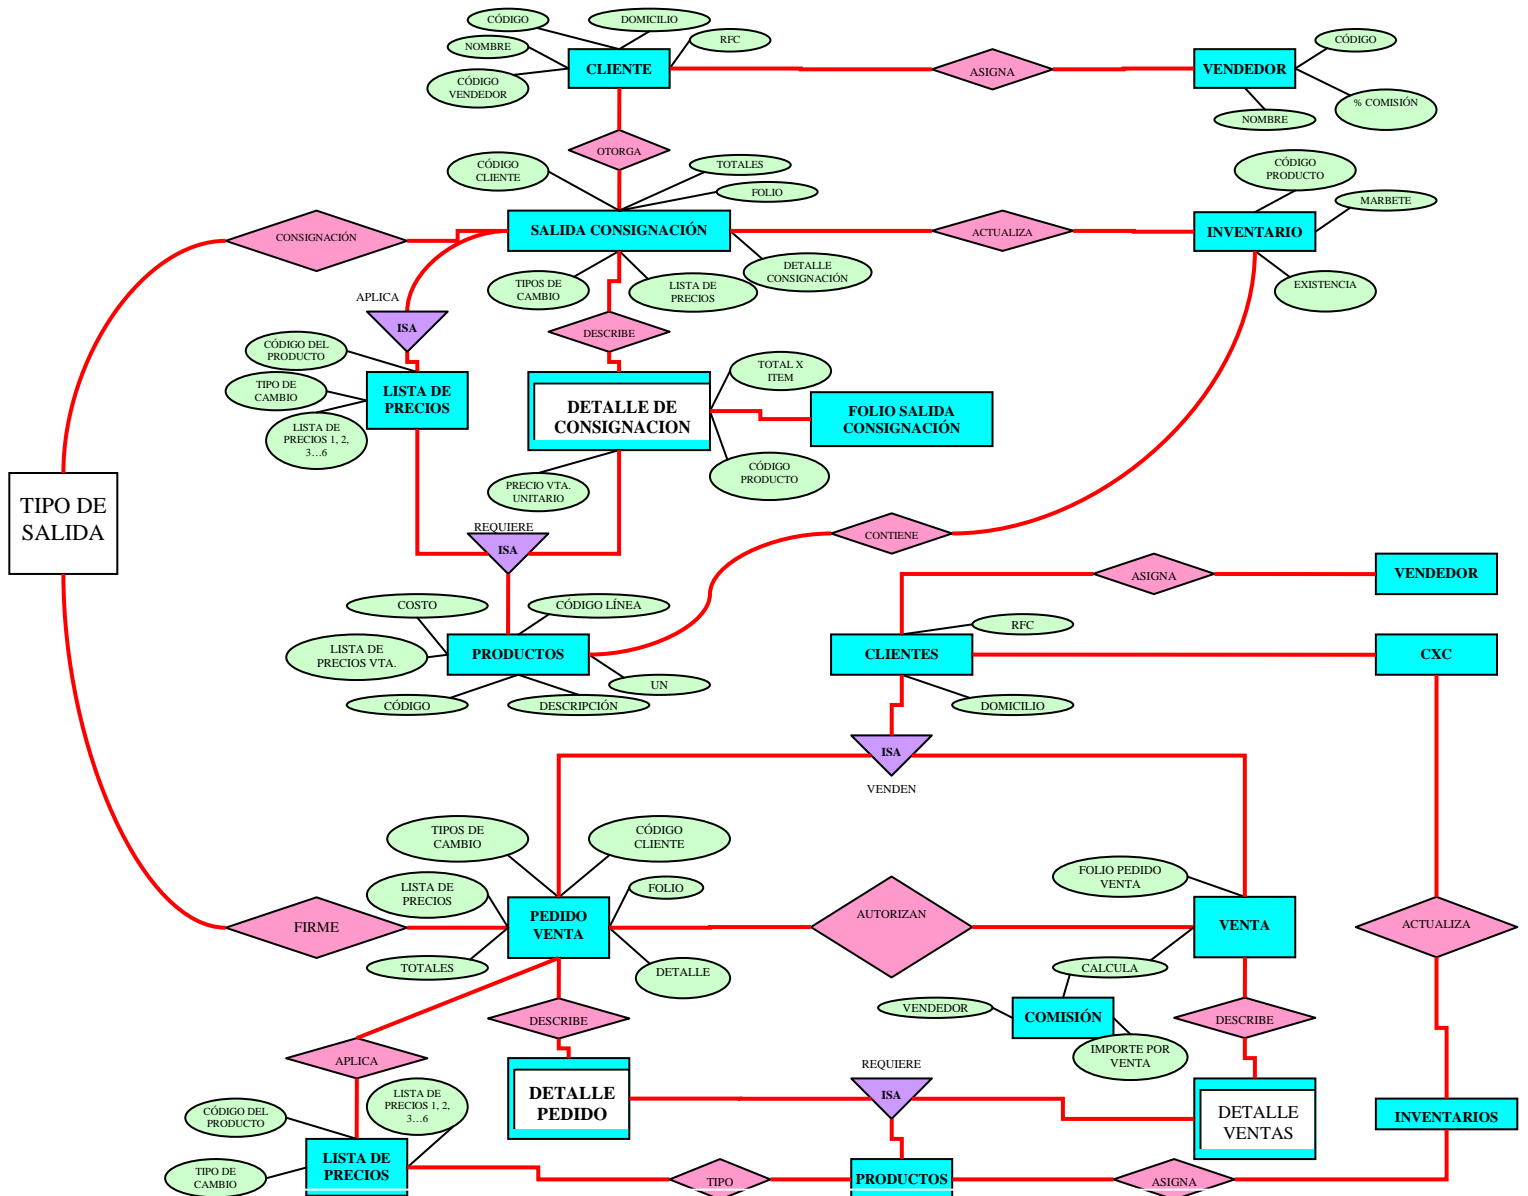 CÓDIGO
DOMICILIO
RFC
NOMBRE
CLIENTE
CÓDIGO
VENDEDOR
ASIGNA
VENDEDOR
CÓDIGO
% COMISIÓN
NOMBRE
OTORGA
CÓDIGO
CLIENTE
TOTALES
FOLIO
CÓDIGO
PRODUCTO
MARBETE
CONSIGNACIÓN
SALIDA CONSIGNACIÓN
ACTUALIZA
INVENTARIO
TIPOS DE
CAMBIO
LISTA DE
PRECIOS
DETALLE
CONSIGNACIÓN
EXISTENCIA
APLICA
ISA
DESCRIBE
CÓDIGO DEL
PRODUCTO
TIPO DE
CAMBIO
LISTA DE
PRECIOS 1, 2,
3…6
LISTA DE
PRECIOS
DETALLE DE
CONSIGNACION
TOTAL X
ITEM
FOLIO SALIDA
CONSIGNACIÓN
CÓDIGO
PRODUCTO
PRECIO VTA.
UNITARIO
TIPO DE
SALIDA
REQUIERE
ISA
CONTIENE
ASIGNA
VENDEDOR
COSTO
CÓDIGO LÍNEA
LISTA DE
PRECIOS VTA.
PRODUCTOS
UN
CÓDIGO
DESCRIPCIÓN
RFC
CLIENTES
CXC
DOMICILIO
ISA
VENDEN
TIPOS DE
CAMBIO
CÓDIGO
CLIENTE
LISTA DE
PRECIOS
FOLIO
FOLIO PEDIDO
VENTA
FIRME
PEDIDO
VENTA
AUTORIZAN
VENTA
ACTUALIZA
TOTALES
DETALLE
CALCULA
VENDEDOR
COMISIÓN
IMPORTE POR
VENTA
DESCRIBE
DESCRIBE
APLICA
REQUIERE
ISA
DETALLE
PEDIDO
DETALLE
VENTAS
INVENTARIOS
CÓDIGO DEL
PRODUCTO
LISTA DE
PRECIOS 1, 2,
3…6
TIPO DE
CAMBIO
LISTA DE
PRECIOS
TIPO
PRODUCTOS
ASIGNA